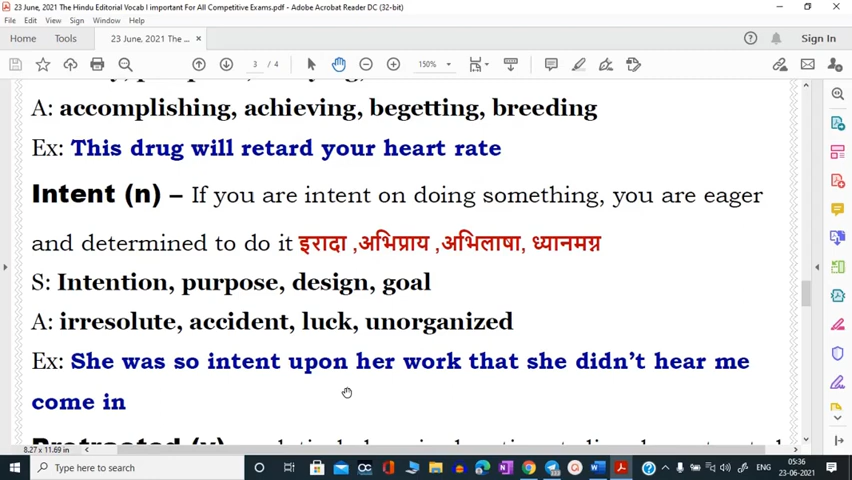 23 June, 2021 The Hindu Editorial Vocab I important For All Competitive Exams.pdf - Adobe Acrobat Reader DC (32-bit)
File Edit View Sign Window Help
Home Tools 23 June, 2021 The ... × Sign In
3 / 4 150%
A: accomplishing, achieving, begetting, breeding
Ex: This drug will retard your heart rate
Intent (n) – If you are intent on doing something, you are eager
and determined to do it इरादा ,अभिप्राय ,अभिलाषा, ध्यानमग्न
S: Intention, purpose, design, goal
A: irresolute, accident, luck, unorganized
Ex: She was so intent upon her work that she didn't hear me
come in
Protracted (v)
8.27 x 11.69 in
Type here to search ENG 05:36
23-06-2021